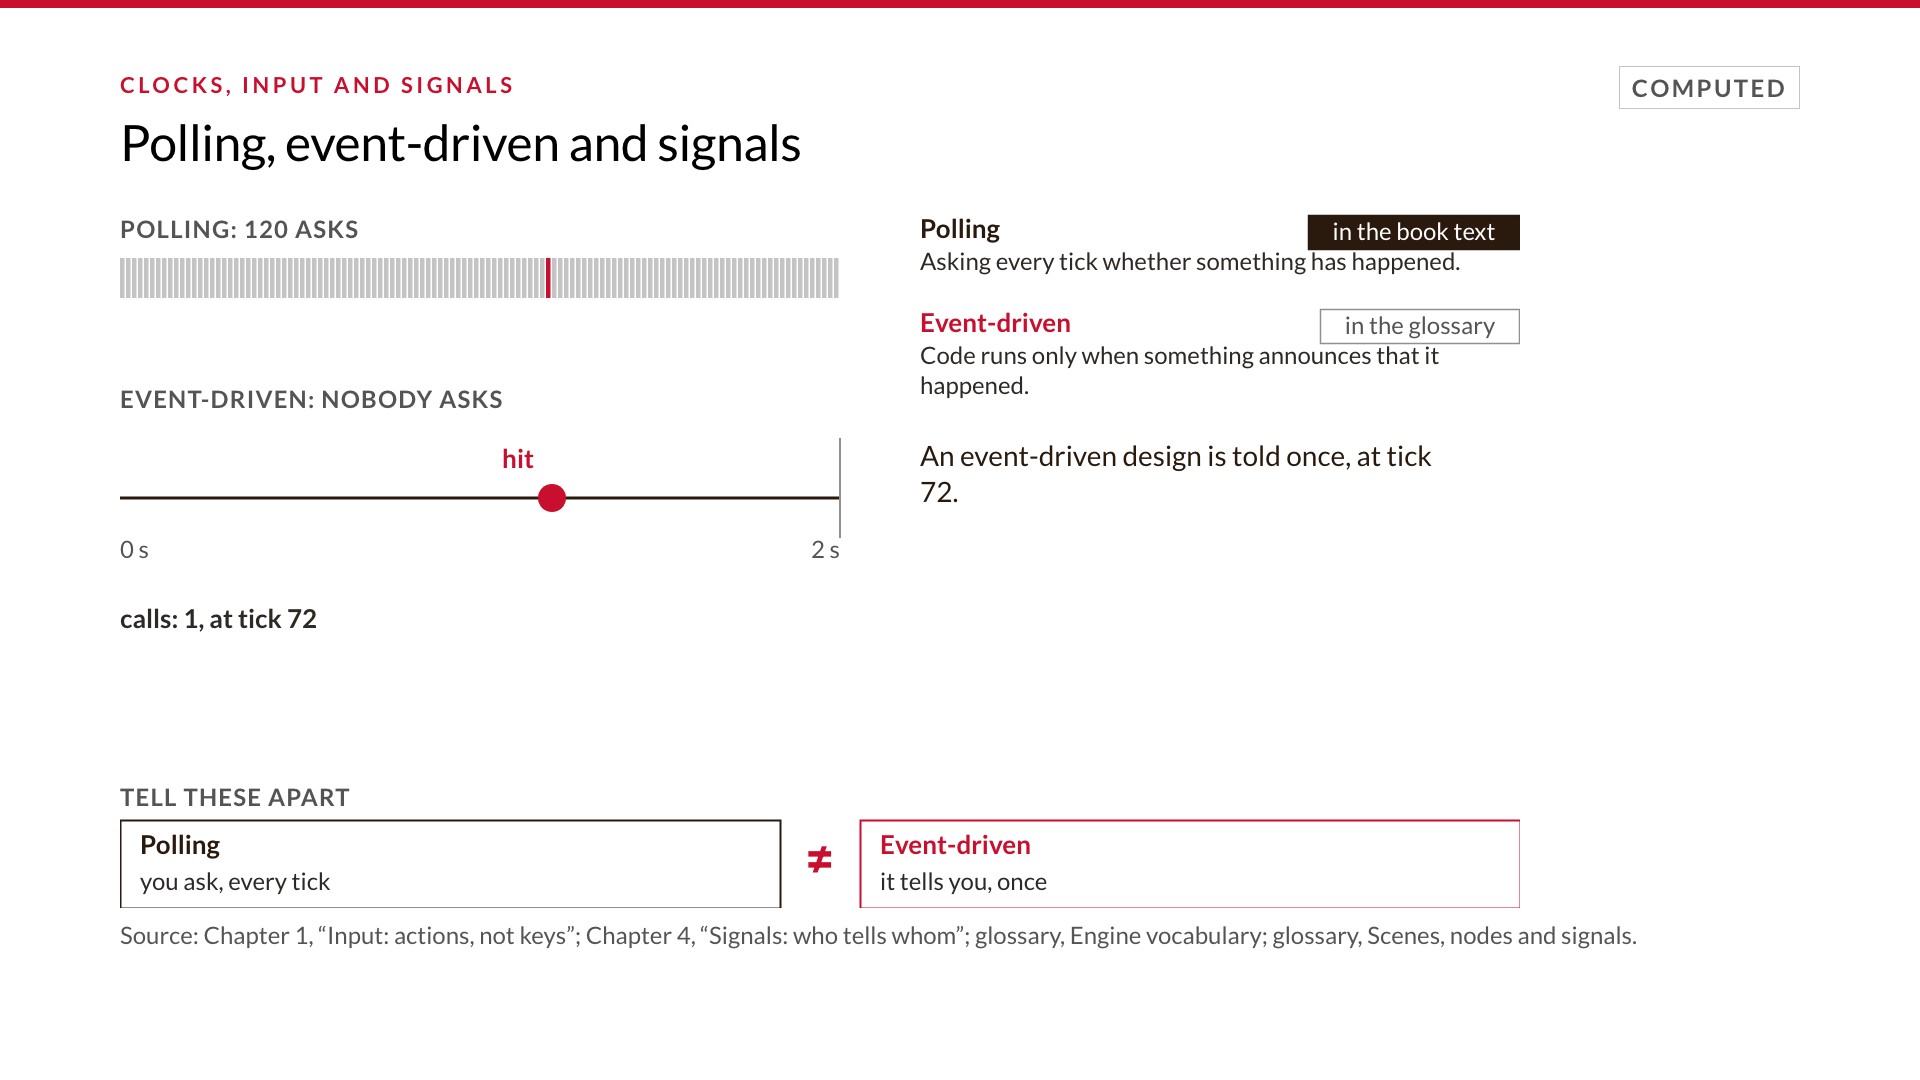 CLOCKS, INPUT AND SIGNALS
COMPUTED
Polling, event-driven and signals
POLLING: 120 ASKS
EVENT-DRIVEN: NOBODY ASKS
hit
0 s
2 s
calls: 1, at tick 72
Polling
in the book text
Asking every tick whether something has happened.
Event-driven
in the glossary
Code runs only when something announces that it
happened.
An event-driven design is told once, at tick
72.
TELL THESE APART
Polling
you ask, every tick
≠
Event-driven
it tells you, once
Source: Chapter 1, “Input: actions, not keys”; Chapter 4, “Signals: who tells whom”; glossary, Engine vocabulary; glossary, Scenes, nodes and signals.